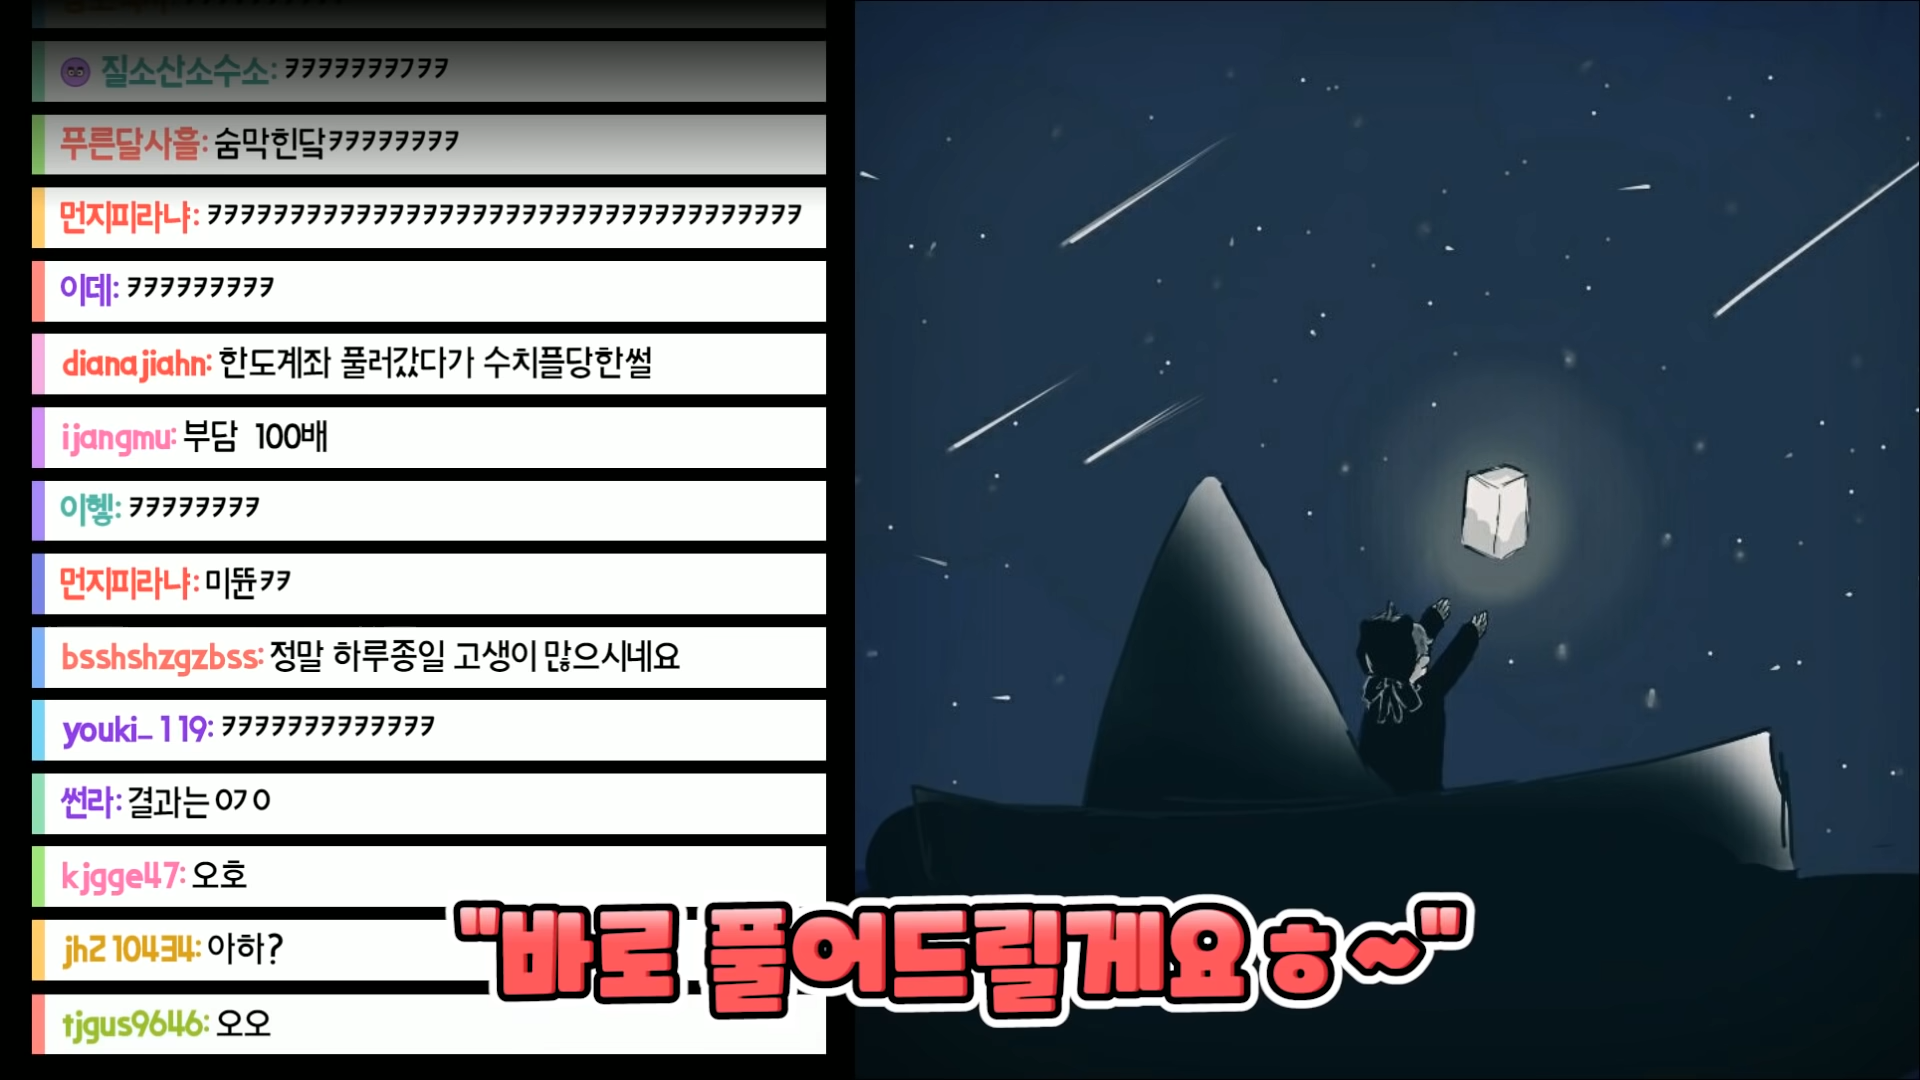 질소산소수소: ㅋㅋㅋㅋㅋㅋㅋㄱㅋㅋ
푸른달사흘: 숨막힌닼ㅋㅋㅋㅋㅋㅋㅋㅋ
먼지피라냐: ㅋㅋㅋㅋㅋㅋㅋㅋㅋㅋㅋㅋㅋㅋㅋㅋㅋㅋㅋㅋㅋㅋㅋㅋㅋㅋㅋㅋㅋㅋㅋㅋㅋㅋㅋㅋ
이데: ㅋㅋㅋㅋㅋㅋㅋㅋㅋ
dianajiahn: 한도계좌 풀러갔다가 수치플당한썰
ijangmu: 부담 100배
이헿: ㅋㅋㅋㅋㅋㅋㅋㅋ
먼지피라냐: 미뜐ㅋㅋ
bsshshzgzbss: 정말 하루종일 고생이 많으시네요
youki_119: ㅋㅋㅋㅋㅋㅋㅋㅋㅋㅋㅋㅋㅋ
썬라: 결과는 ㅇㄱㅇ
kjgge47: 오호
jh210434: 아하?
"바로 풀어드릴게요ㅎ~"
tjgus9646: 오오